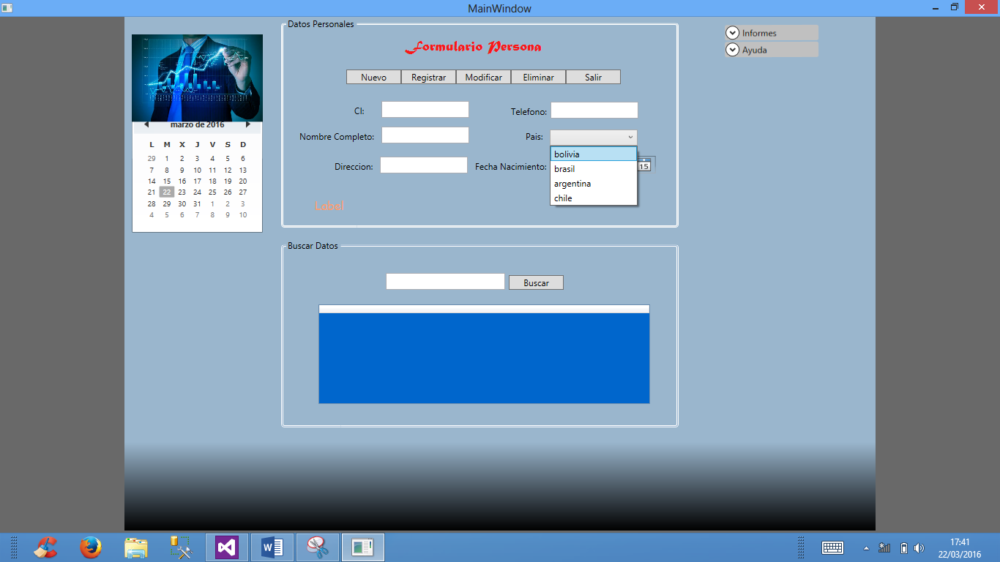 MainWindow
Datos Personales
Formulario Persona
Nuevo Registrar Modificar Eliminar Salir
CI:
Telefono:
Nombre Completo:
Pais:
bolivia
brasil
argentina
chile
Direccion:
Fecha Nacimiento:
15
Label
Informes
Ayuda
marzo de 2016
L M X J V S D
29 1 2 3 4 5 6
7 8 9 10 11 12 13
14 15 16 17 18 19 20
21 22 23 24 25 26 27
28 29 30 31 1 2 3
4 5 6 7 8 9 10
Buscar Datos
Buscar
17:41
22/03/2016